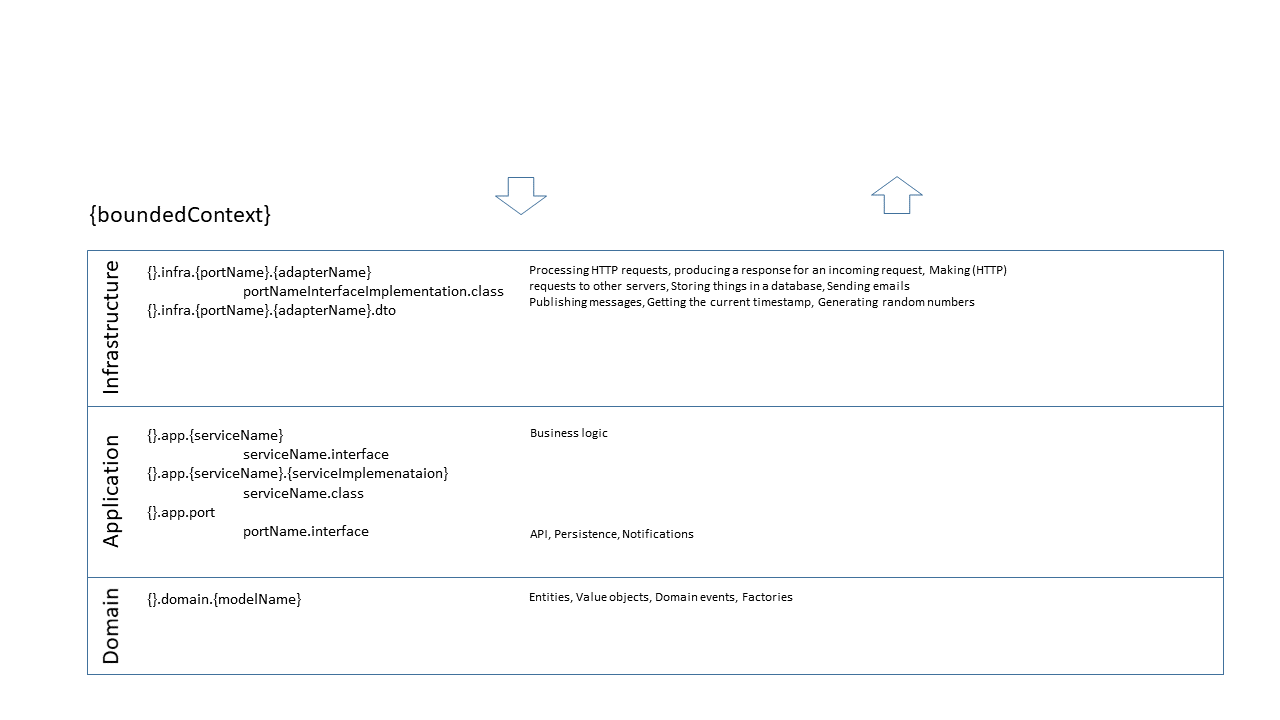 {boundedContext}
Infrastructure
{}.infra.{portName}.{adapterName}
portNameInterfaceImplementation.class
{}.infra.{portName}.{adapterName}.dto
Processing HTTP requests, producing a response for an incoming request, Making (HTTP)
requests to other servers, Storing things in a database, Sending emails
Publishing messages, Getting the current timestamp, Generating random numbers
Application
{}.app.{serviceName}
serviceName.interface
{}.app.{serviceName}.{serviceImplemenataion}
serviceName.class
{}.app.port
portName.interface
Business logic
API, Persistence, Notifications
Domain
{}.domain.{modelName}
Entities, Value objects, Domain events, Factories